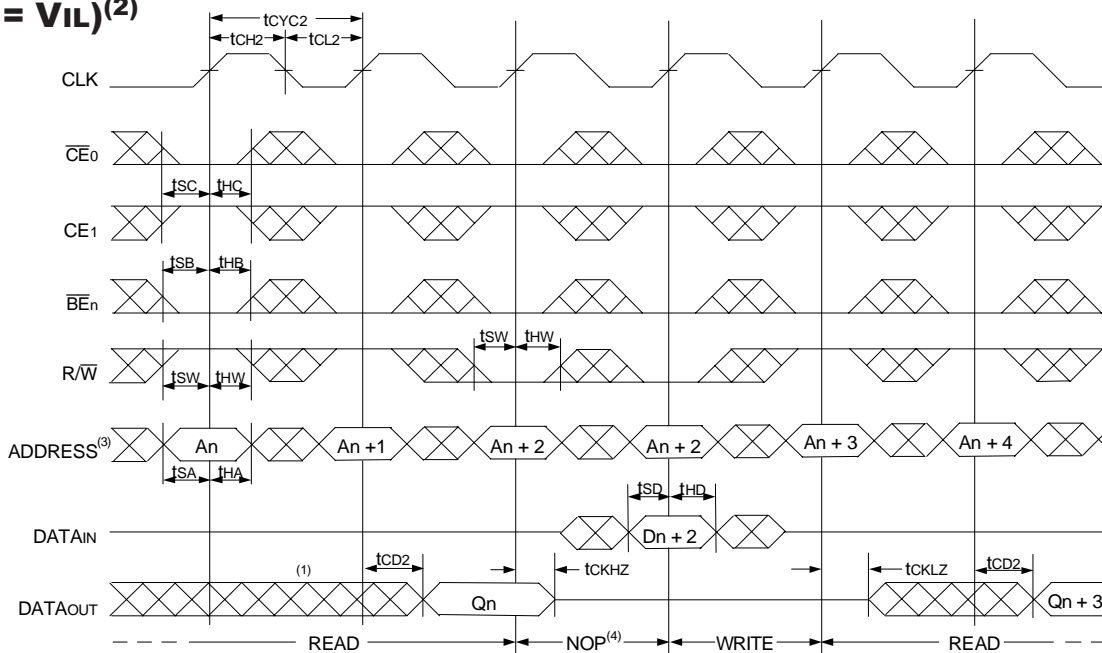 = VIL)(2)
tCYC2
tCH2 tCL2
CLK
CE0
tSC tHC
CE1
tSB tHB
BEn
tSW tHW
R/W
tSW tHW
ADDRESS(3) An An +1 An + 2 An + 2 An + 3 An + 4
tSA tHA
tSD tHD
DATAIN Dn + 2
(1) tCD2 tCKHZ tCKLZ tCD2
DATAOUT Qn Qn + 3
READ NOP(4) WRITE READ